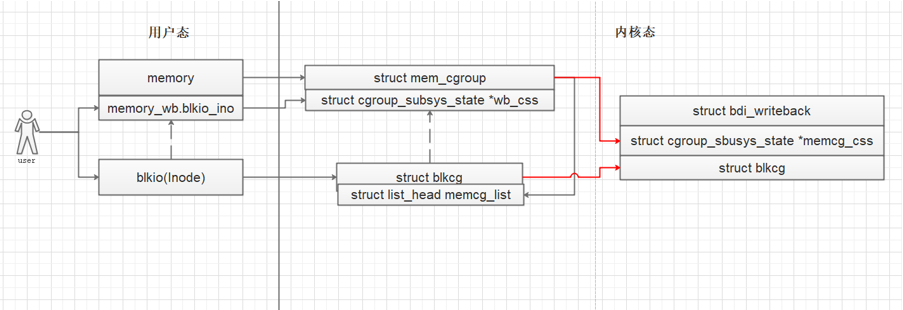 用户态
内核态
memory
memory_wb.blkio_ino
blkio(Inode)
user
struct mem_cgroup
struct cgroup_subsys_state *wb_css
struct blkcg
struct list_head memcg_list
struct bdi_writeback
struct cgroup_sbusys_state *memcg_css
struct blkcg